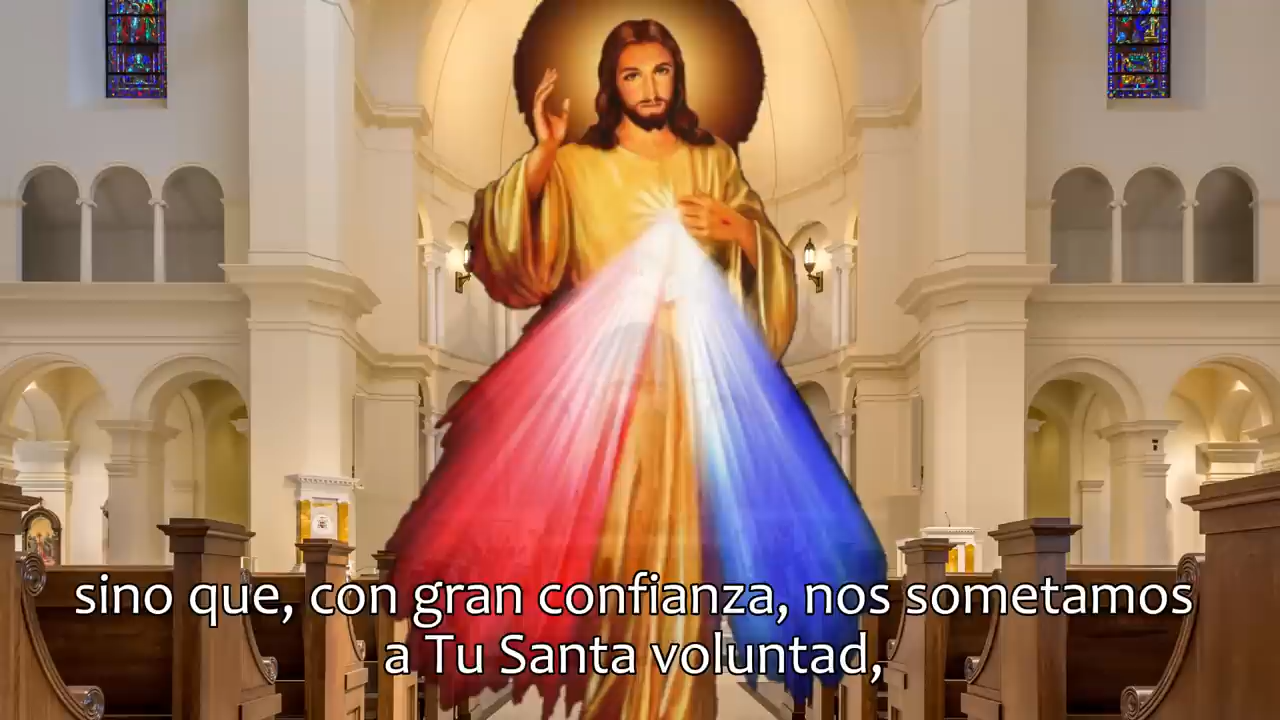 sino que, con gran confianza, nos sometamos
a Tu Santa voluntad,